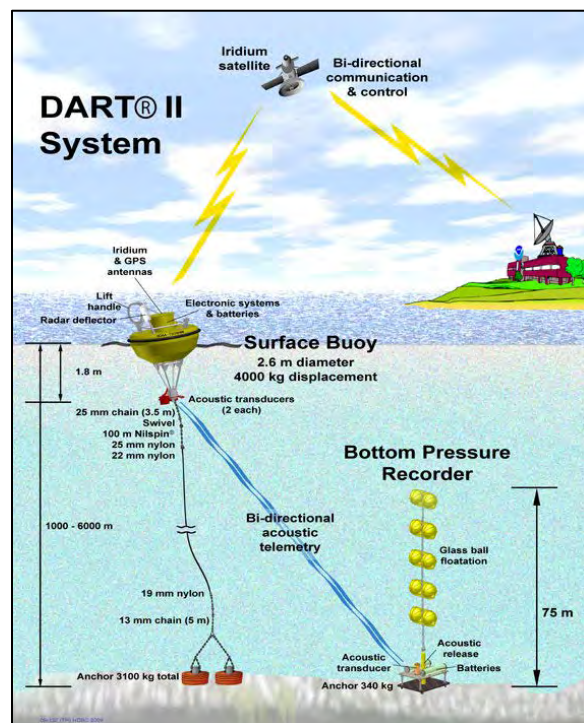 Iridium
satellite
Bi-directional
communication
& control
DART® II
System
Iridium
& GPS
antennas
Lift
handle
Radar deflector
Electronic systems
& batteries
Surface Buoy
2.6 m diameter
4000 kg displacement
1.8 m
Acoustic transducers
(2 each)
25 mm chain (3.5 m)
Swivel
100 m Nilspin®
25 mm nylon
22 mm nylon
Bottom Pressure
Recorder
1000 - 6000 m
Bi-directional
acoustic
telemetry
Glass ball
floatation
75 m
19 mm nylon
13 mm chain (5 m)
Acoustic
transducer
Acoustic
release
Batteries
Anchor 3100 kg total
Anchor 340 kg